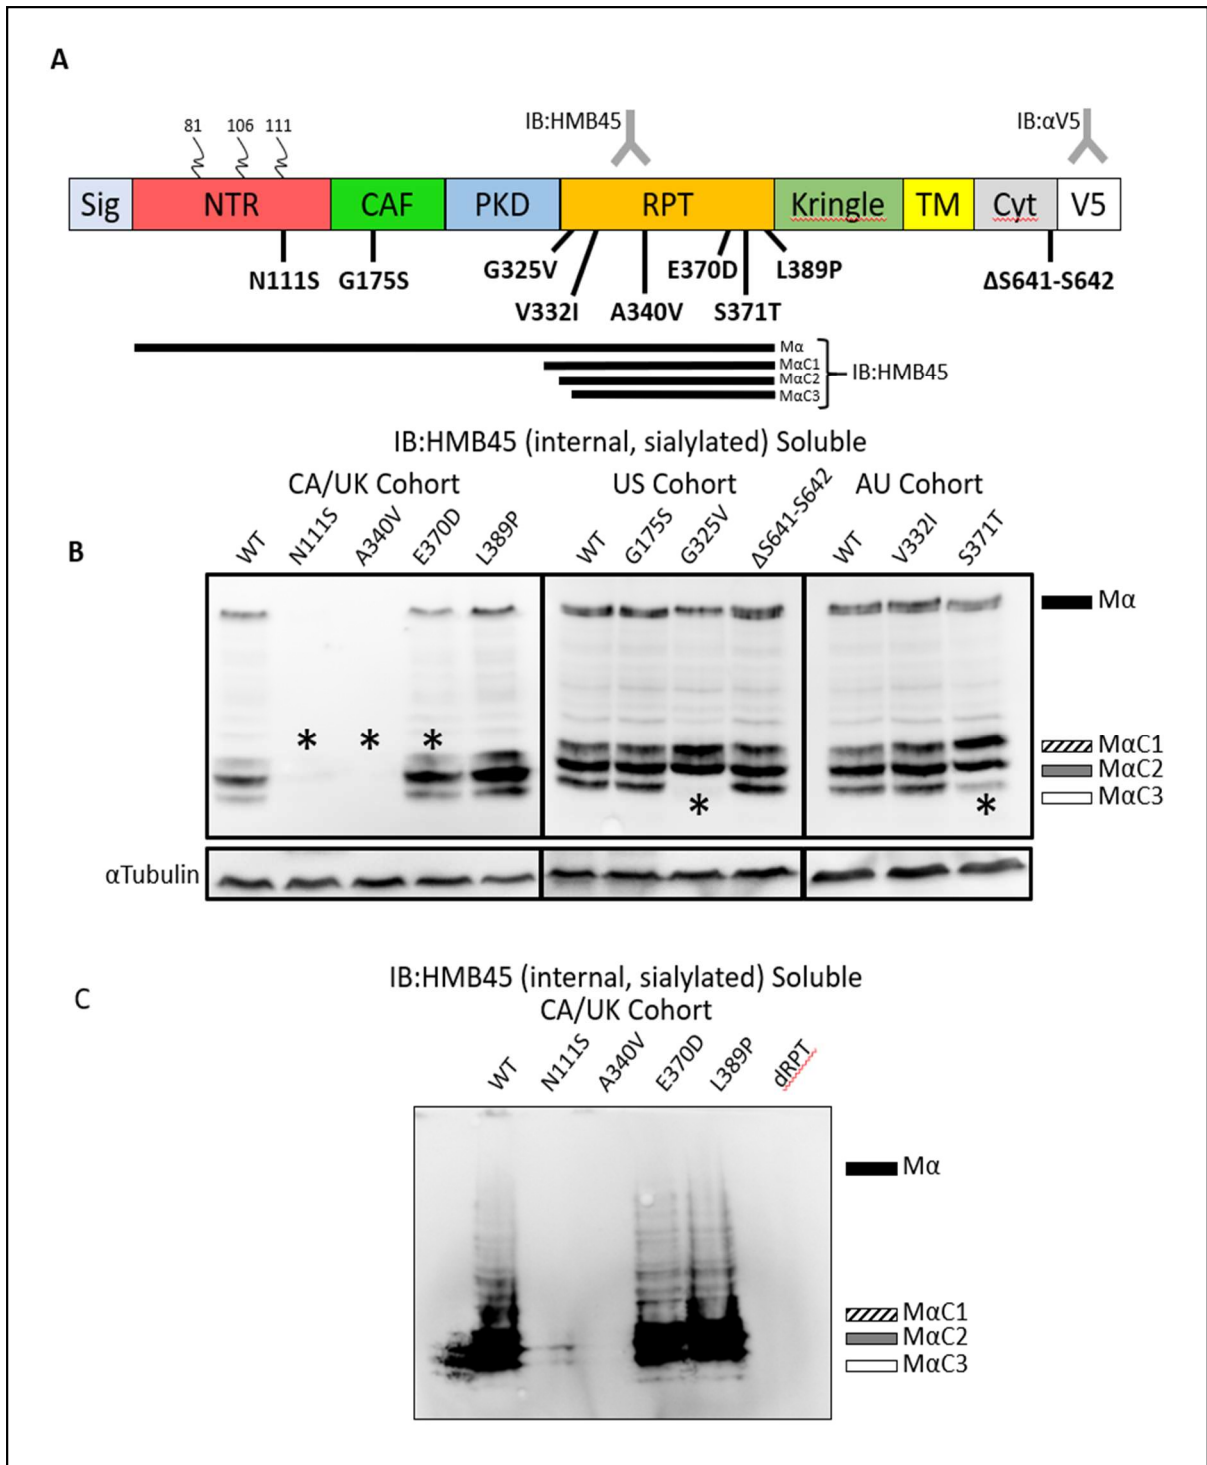 A
81 106 111
IB:HMB45
IB:αV5
Sig NTR CAF PKD RPT Kringle TM Cyt V5
N111S G175S G325V V332I A340V E370D S371T L389P ΔS641-S642
Mα
MαC1
MαC2
MαC3
IB:HMB45
IB:HMB45 (internal, sialylated) Soluble
CA/UK Cohort US Cohort AU Cohort
B
WT N111S A340V E370D L389P WT G175S G325V ΔS641-S642 WT V332I S371T
Mα
* * *
MαC1
MαC2
MαC3
* *
αTubulin
C
IB:HMB45 (internal, sialylated) Soluble
CA/UK Cohort
WT N111S A340V E370D L389P dRPT
Mα
MαC1
MαC2
MαC3